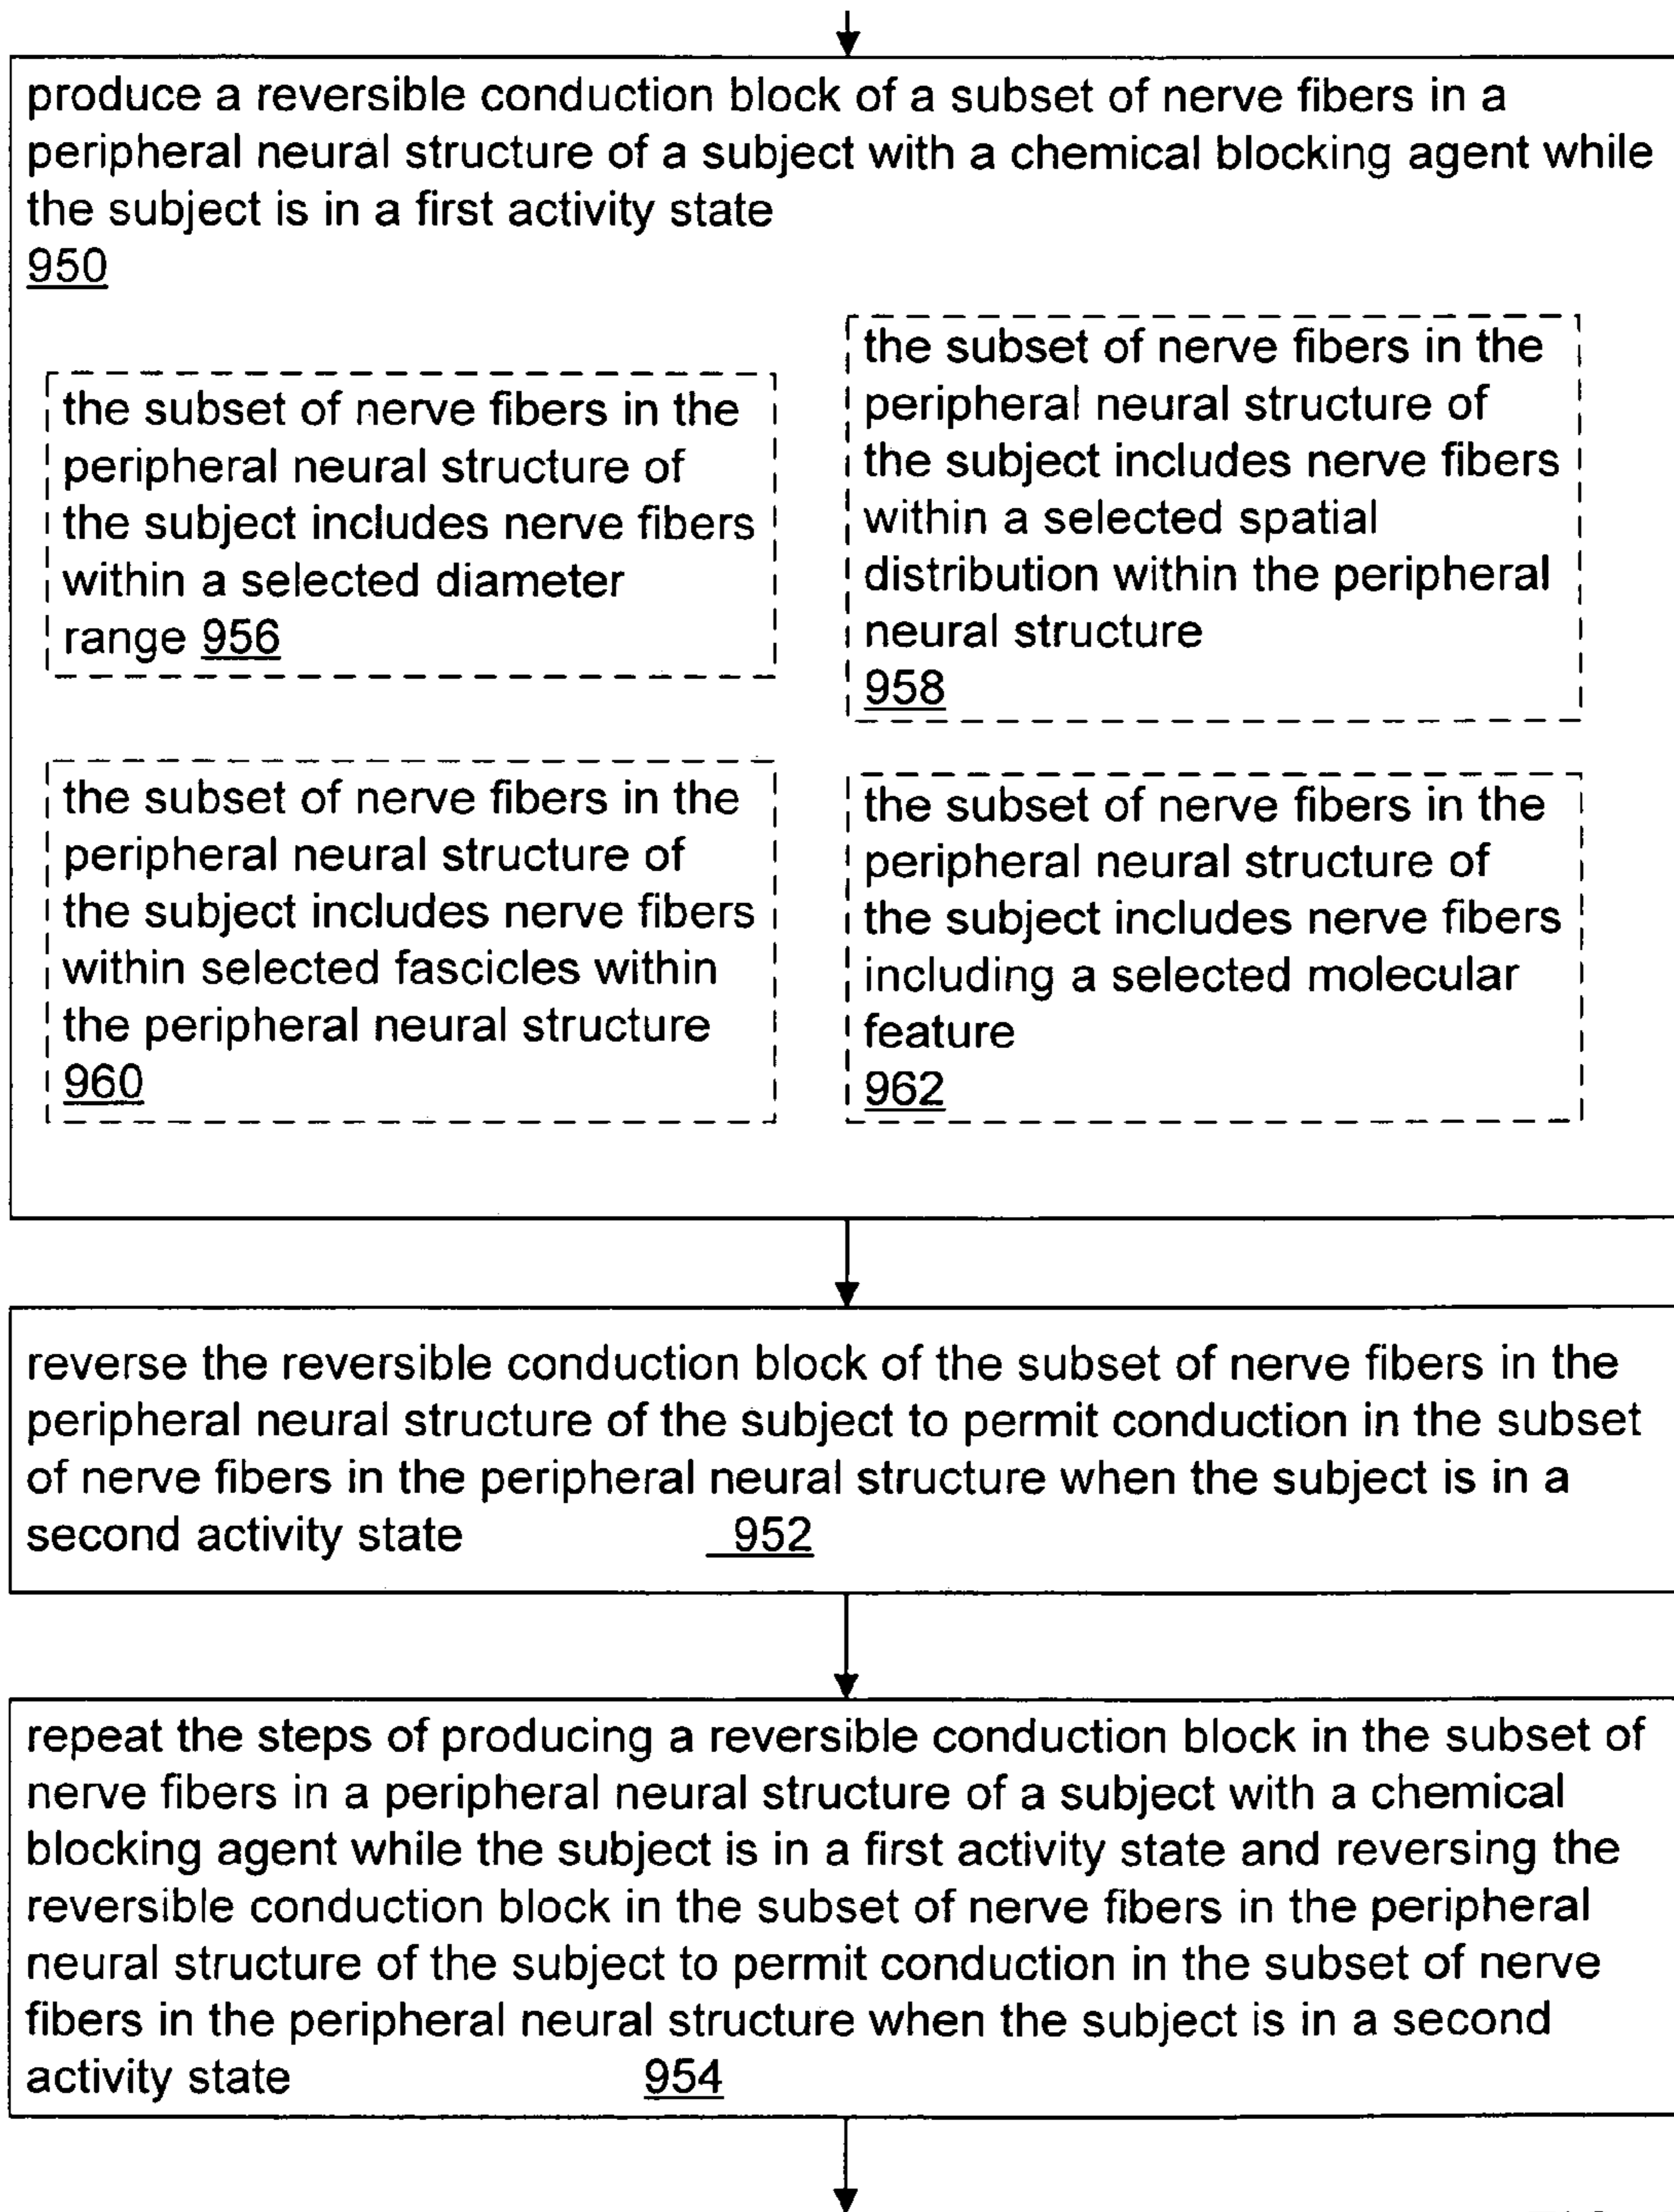 produce a reversible conduction block of a subset of nerve fibers in a
peripheral neural structure of a subject with a chemical blocking agent while
the subject is in a first activity state
950
the subset of nerve fibers in the
peripheral neural structure of
the subject includes nerve fibers
within a selected diameter
range 956
the subset of nerve fibers in the
peripheral neural structure of
the subject includes nerve fibers
within a selected spatial
distribution within the peripheral
neural structure
958
the subset of nerve fibers in the
peripheral neural structure of
the subject includes nerve fibers
within selected fascicles within
the peripheral neural structure
960
the subset of nerve fibers in the
peripheral neural structure of
the subject includes nerve fibers
including a selected molecular
feature
962
reverse the reversible conduction block of the subset of nerve fibers in the
peripheral neural structure of the subject to permit conduction in the subset
of nerve fibers in the peripheral neural structure when the subject is in a
second activity state 952
repeat the steps of producing a reversible conduction block in the subset of
nerve fibers in a peripheral neural structure of a subject with a chemical
blocking agent while the subject is in a first activity state and reversing the
reversible conduction block in the subset of nerve fibers in the peripheral
neural structure of the subject to permit conduction in the subset of nerve
fibers in the peripheral neural structure when the subject is in a second
activity state 954